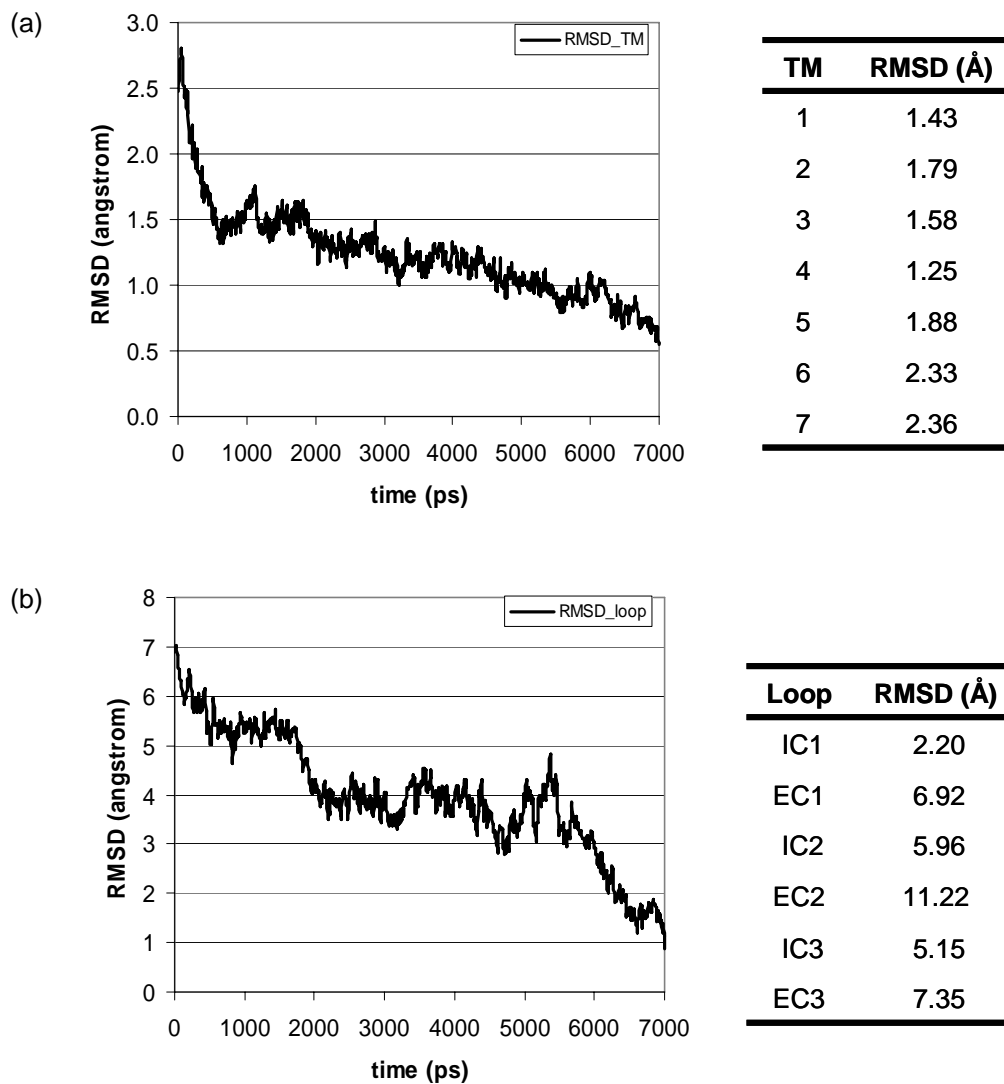 (a)
RMSD (angstrom)
3.0
2.5
2.0
1.5
1.0
0.5
0.0
RMSD_TM
0 1000 2000 3000 4000 5000 6000 7000
time (ps)
TM RMSD (Å)
1 1.43
2 1.79
3 1.58
4 1.25
5 1.88
6 2.33
7 2.36
(b)
RMSD (angstrom)
8
7
6
5
4
3
2
1
0
RMSD_loop
0 1000 2000 3000 4000 5000 6000 7000
time (ps)
Loop RMSD (Å)
IC1 2.20
EC1 6.92
IC2 5.96
EC2 11.22
IC3 5.15
EC3 7.35